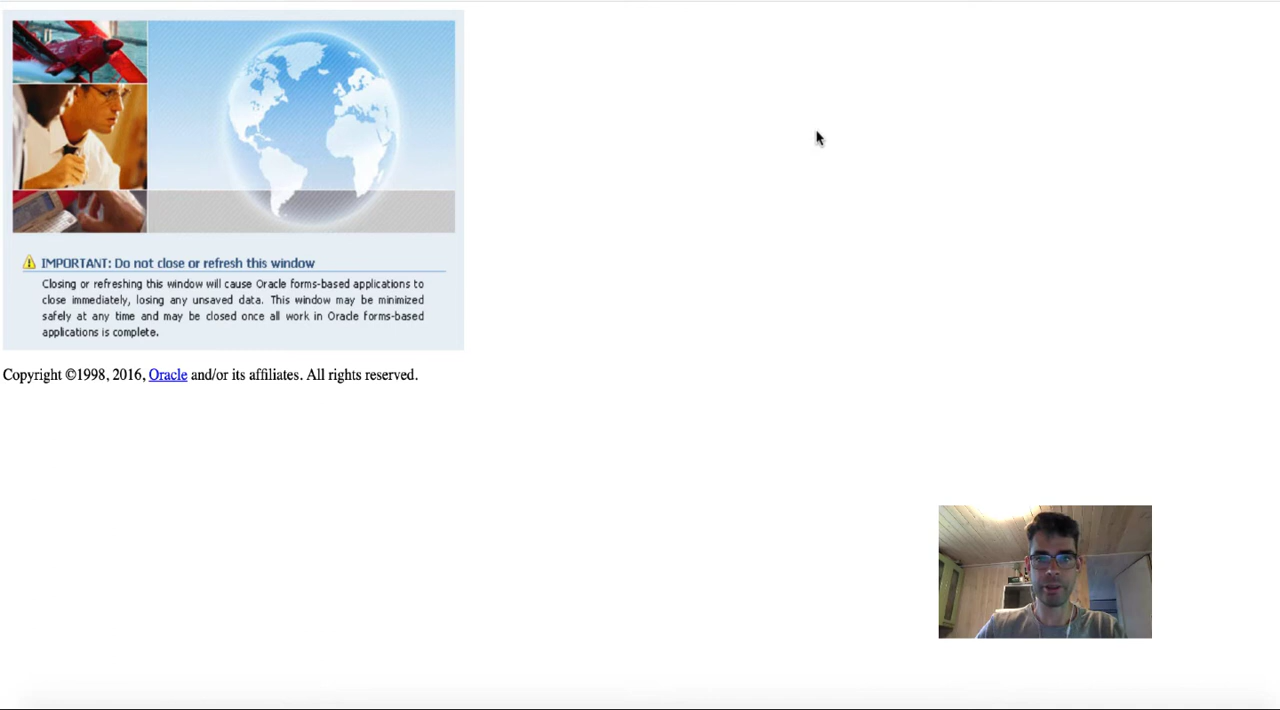 IMPORTANT: Do not close or refresh this window
Closing or refreshing this window will cause Oracle forms-based applications to
close immediately, losing any unsaved data. This window may be minimized
safely at any time and may be closed once all work in Oracle forms-based
applications is complete.
Copyright ©1998, 2016, Oracle and/or its affiliates. All rights reserved.